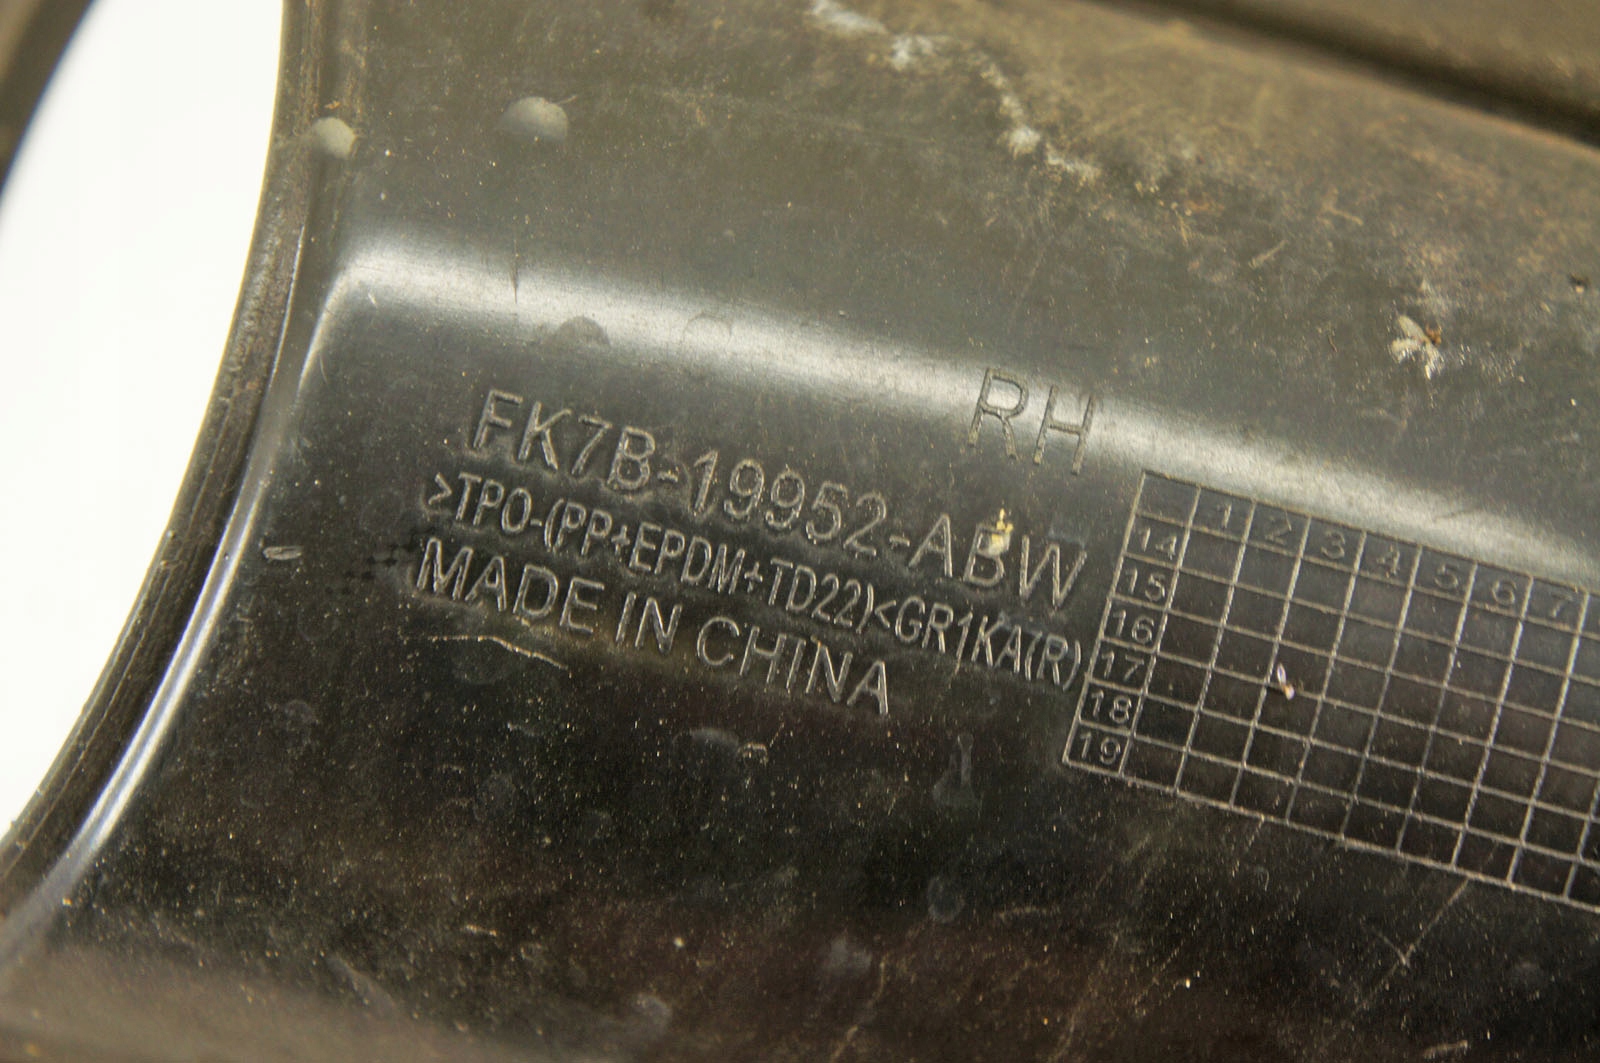 RH
FK7B-19952-ABW
>TPO-(PP+EPDM+TD22)<GR1KA7(R)
MADE IN CHINA
1 2 3 4 5 6 7
14
15
16
17
18
19